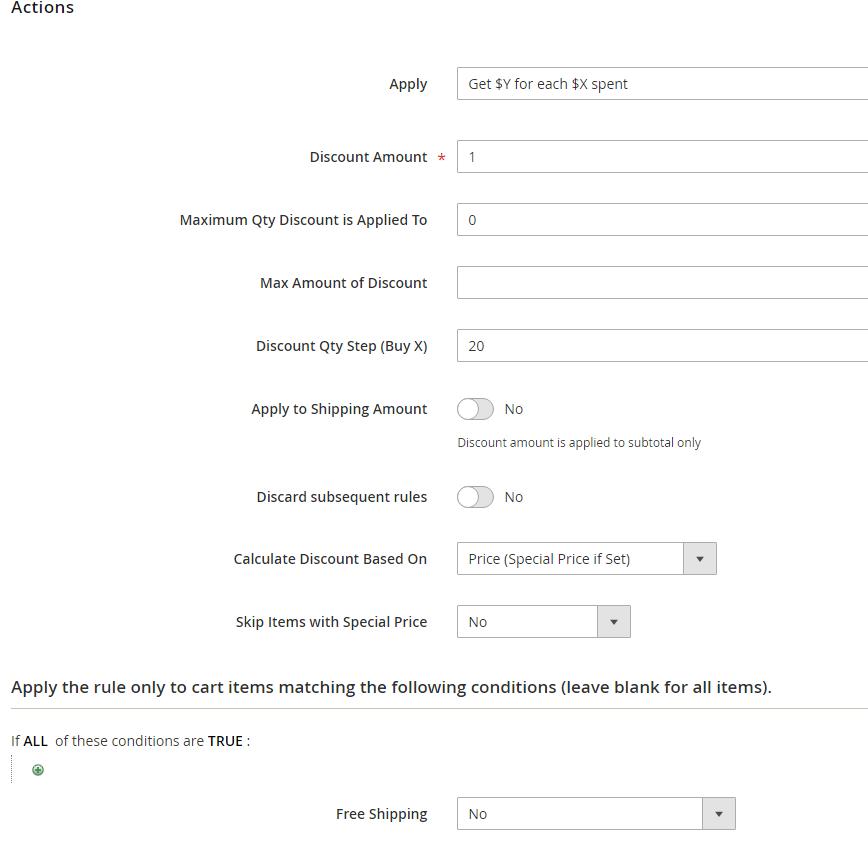 Actions
Apply Get $Y for each $X spent
Discount Amount * 1
Maximum Qty Discount is Applied To 0
Max Amount of Discount
Discount Qty Step (Buy X) 20
Apply to Shipping Amount No
Discount amount is applied to subtotal only
Discard subsequent rules No
Calculate Discount Based On Price (Special Price if Set)
Skip Items with Special Price No
Apply the rule only to cart items matching the following conditions (leave blank for all items).
If ALL of these conditions are TRUE :
Free Shipping No